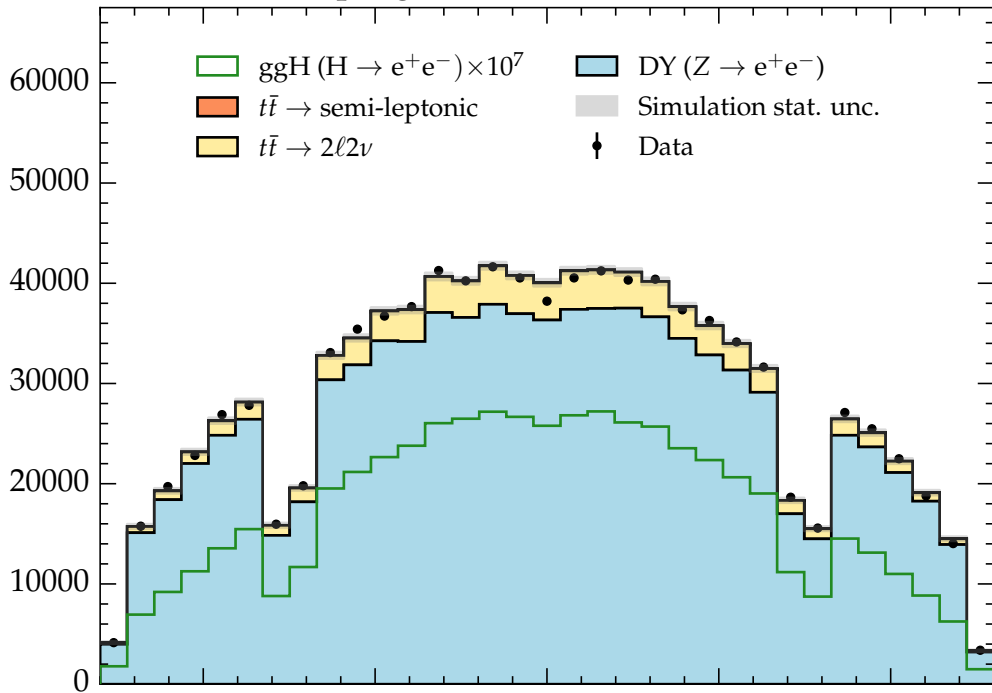 ggH (H → e⁺e⁻)×10⁷
tt̄ → semi-leptonic
tt̄ → 2ℓ2ν
DY (Z → e⁺e⁻)
Simulation stat. unc.
Data
60000
50000
40000
30000
20000
10000
0